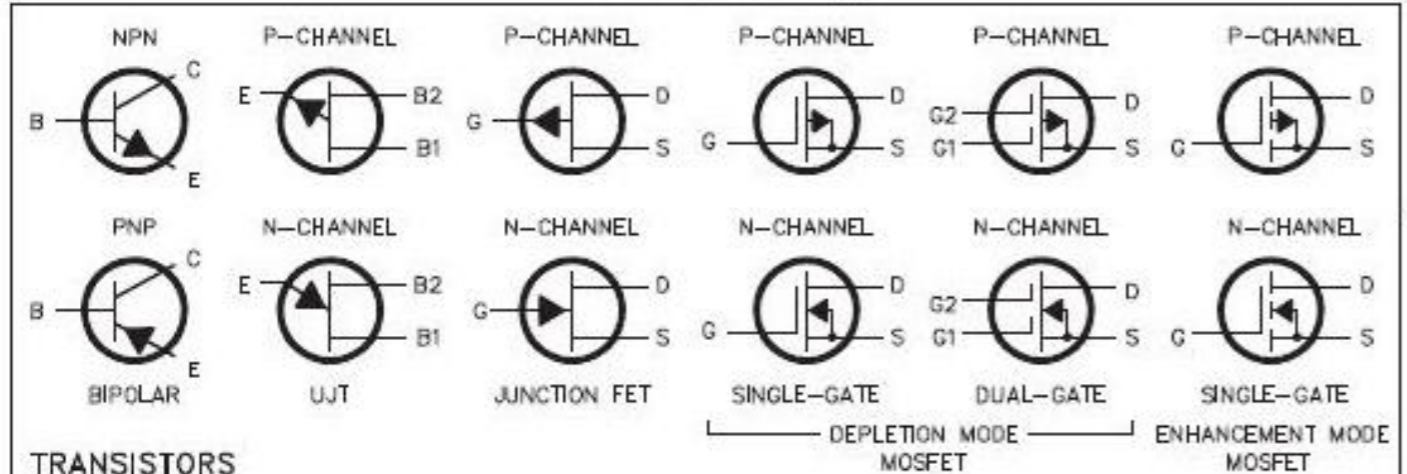 NPN P-CHANNEL P-CHANNEL P-CHANNEL P-CHANNEL P-CHANNEL
C
B
E
E
B2
B1
G
D
S
G
D
S
G2
G1
D
S
G
D
S
PNP N-CHANNEL N-CHANNEL N-CHANNEL N-CHANNEL N-CHANNEL
C
B
E
E
B2
B1
G
D
S
G
D
S
G2
G1
D
S
G
D
S
BIPOLAR UJT JUNCTION FET SINGLE-GATE DUAL-GATE SINGLE-GATE
DEPLETION MODE
MOSFET
ENHANCEMENT MODE
MOSFET
TRANSISTORS